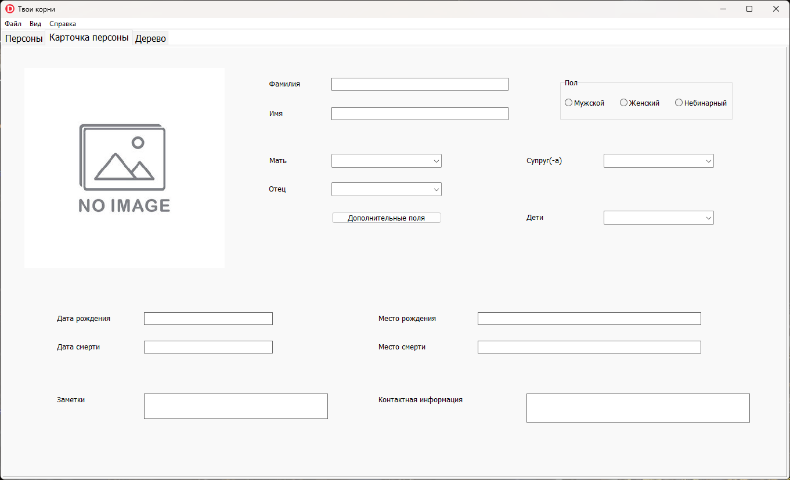 Твои корни
Файл Вид Справка
Персоны Карточка персоны Дерево
NO IMAGE
Фамилия
Имя
Пол
Мужской Женский Небинарный
Мать
Отец
Дополнительные поля
Супруг(-а)
Дети
Дата рождения
Место рождения
Дата смерти
Место смерти
Заметки
Контактная информация